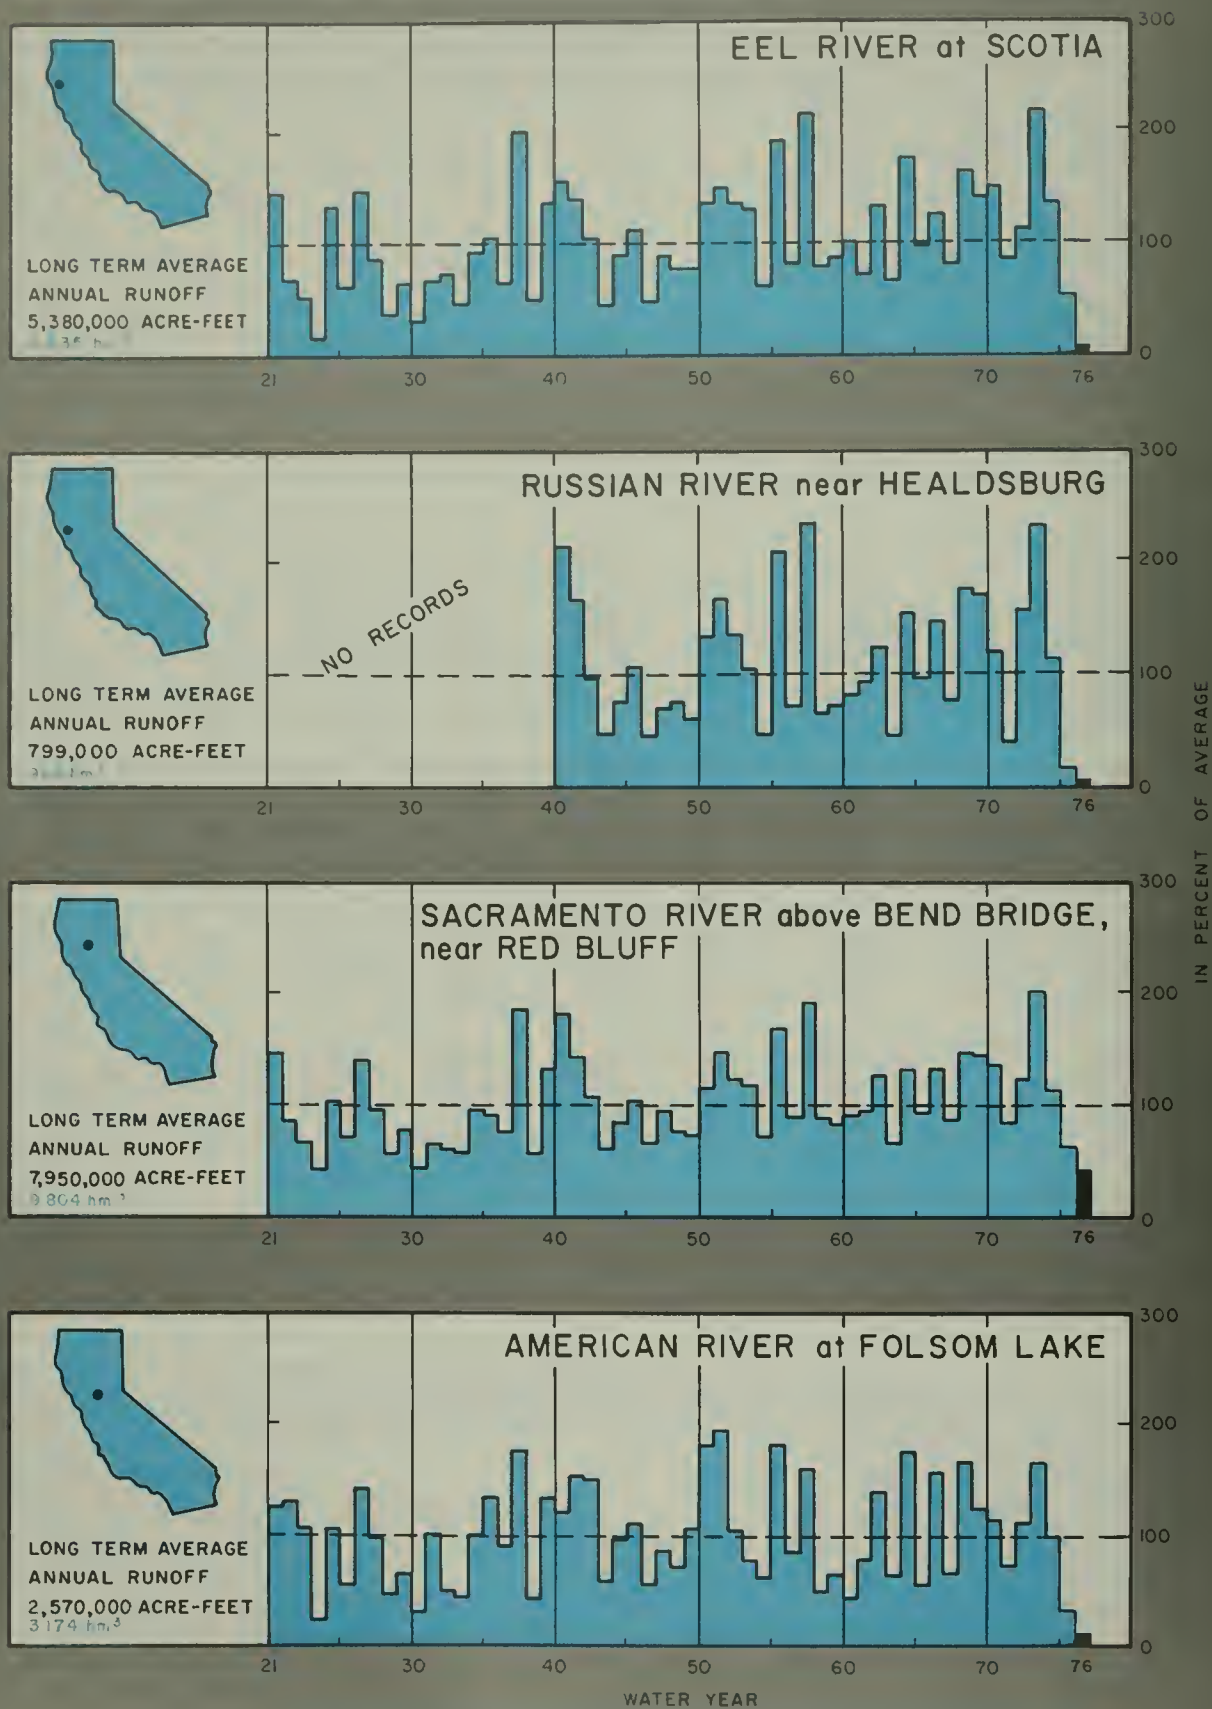 EEL RIVER at SCOTIA
LONG TERM AVERAGE
ANNUAL RUNOFF
5,380,000 ACRE-FEET
300
200
100
0
21 30 40 50 60 70 76
RUSSIAN RIVER near HEALDSBURG
NO RECORDS
LONG TERM AVERAGE
ANNUAL RUNOFF
799,000 ACRE-FEET
300
200
100
0
21 30 40 50 60 70 76
IN PERCENT OF AVERAGE
SACRAMENTO RIVER above BEND BRIDGE,
near RED BLUFF
LONG TERM AVERAGE
ANNUAL RUNOFF
7,950,000 ACRE-FEET
9 804 hm³
300
200
100
0
21 30 40 50 60 70 76
AMERICAN RIVER at FOLSOM LAKE
LONG TERM AVERAGE
ANNUAL RUNOFF
2,570,000 ACRE-FEET
3 174 hm³
300
200
100
0
21 30 40 50 60 70 76
WATER YEAR